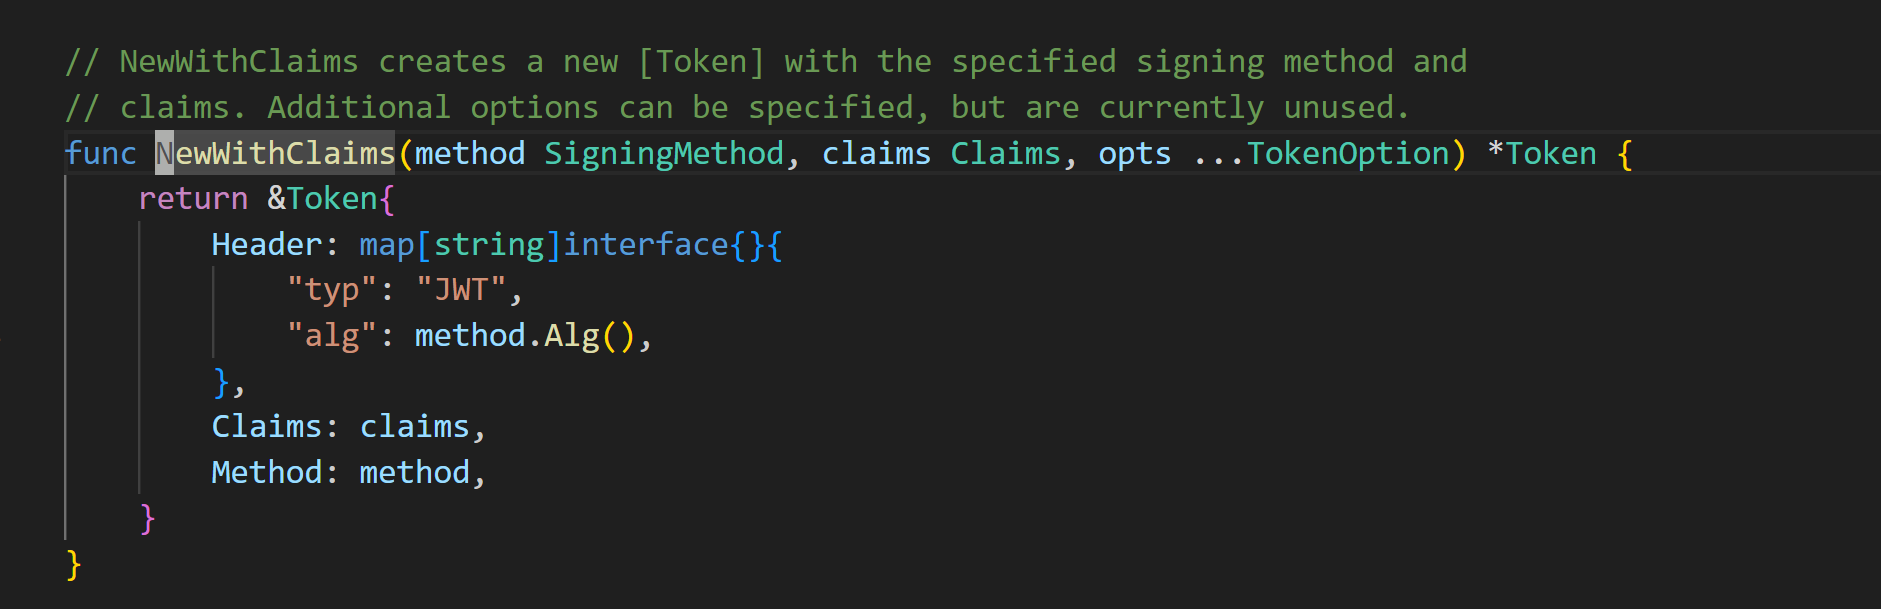 // NewWithClaims creates a new [Token] with the specified signing method and
// claims. Additional options can be specified, but are currently unused.
func NewWithClaims(method SigningMethod, claims Claims, opts ...TokenOption) *Token {
    return &Token{
        Header: map[string]interface{}{
            "typ": "JWT",
            "alg": method.Alg(),
        },
        Claims: claims,
        Method: method,
    }
}